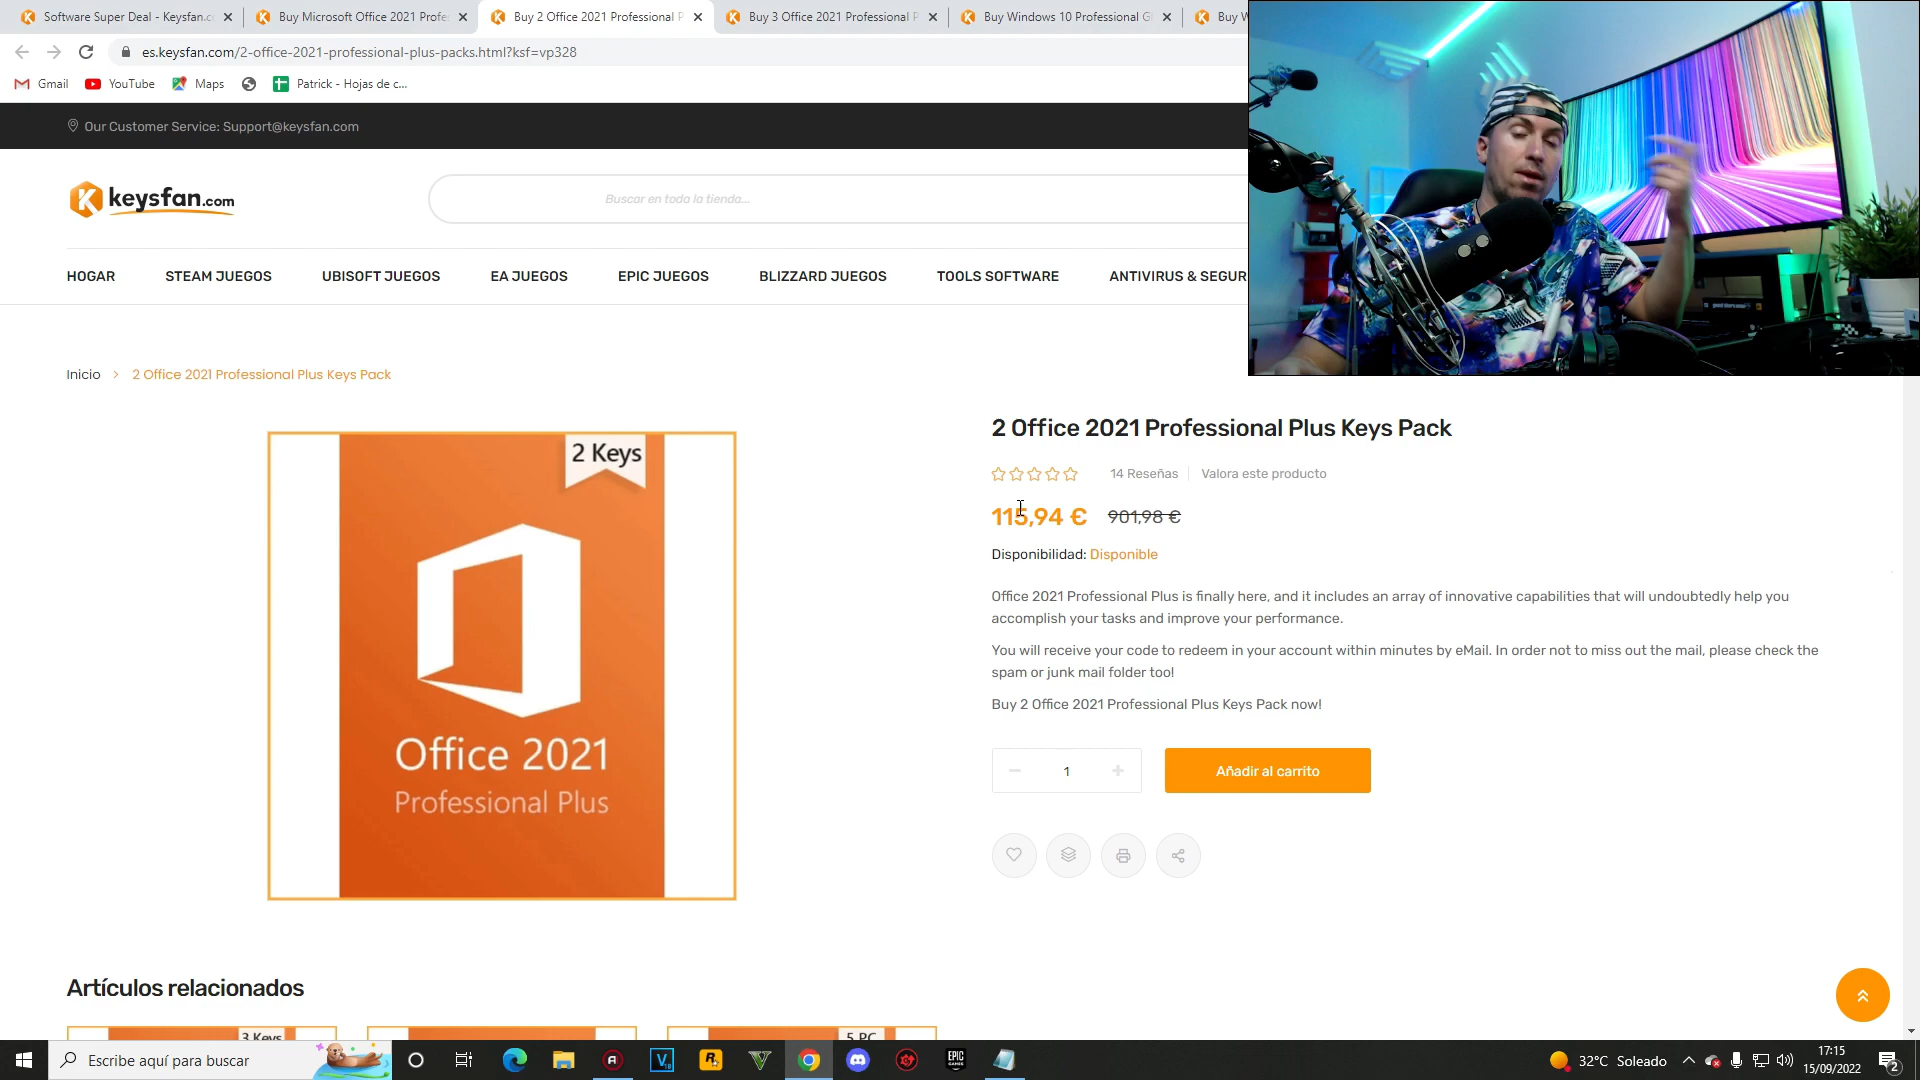 Software Super Deal - Keysfan.c
Buy Microsoft Office 2021 Profe
Buy 2 Office 2021 Professional P
Buy 3 Office 2021 Professional P
Buy Windows 10 Professional G
Buy W
es.keysfan.com/2-office-2021-professional-plus-packs.html?ksf=vp328
Gmail
YouTube
Maps
Patrick - Hojas de c...
Our Customer Service: Support@keysfan.com
keysfan.com
Buscar en toda la tienda...
HOGAR
STEAM JUEGOS
UBISOFT JUEGOS
EA JUEGOS
EPIC JUEGOS
BLIZZARD JUEGOS
TOOLS SOFTWARE
ANTIVIRUS & SEGUR
Inicio > 2 Office 2021 Professional Plus Keys Pack
2 Keys
Office 2021
Professional Plus
2 Office 2021 Professional Plus Keys Pack
14 Reseñas
Valora este producto
115,94 €
901,98 €
Disponibilidad: Disponible
Office 2021 Professional Plus is finally here, and it includes an array of innovative capabilities that will undoubtedly help you
accomplish your tasks and improve your performance.
You will receive your code to redeem in your account within minutes by eMail. In order not to miss out the mail, please check the
spam or junk mail folder too!
Buy 2 Office 2021 Professional Plus Keys Pack now!
1
Añadir al carrito
Artículos relacionados
3 Keys
5 PC
Escribe aquí para buscar
EPIC
GAMES
32°C Soleado
17:15
15/09/2022
2